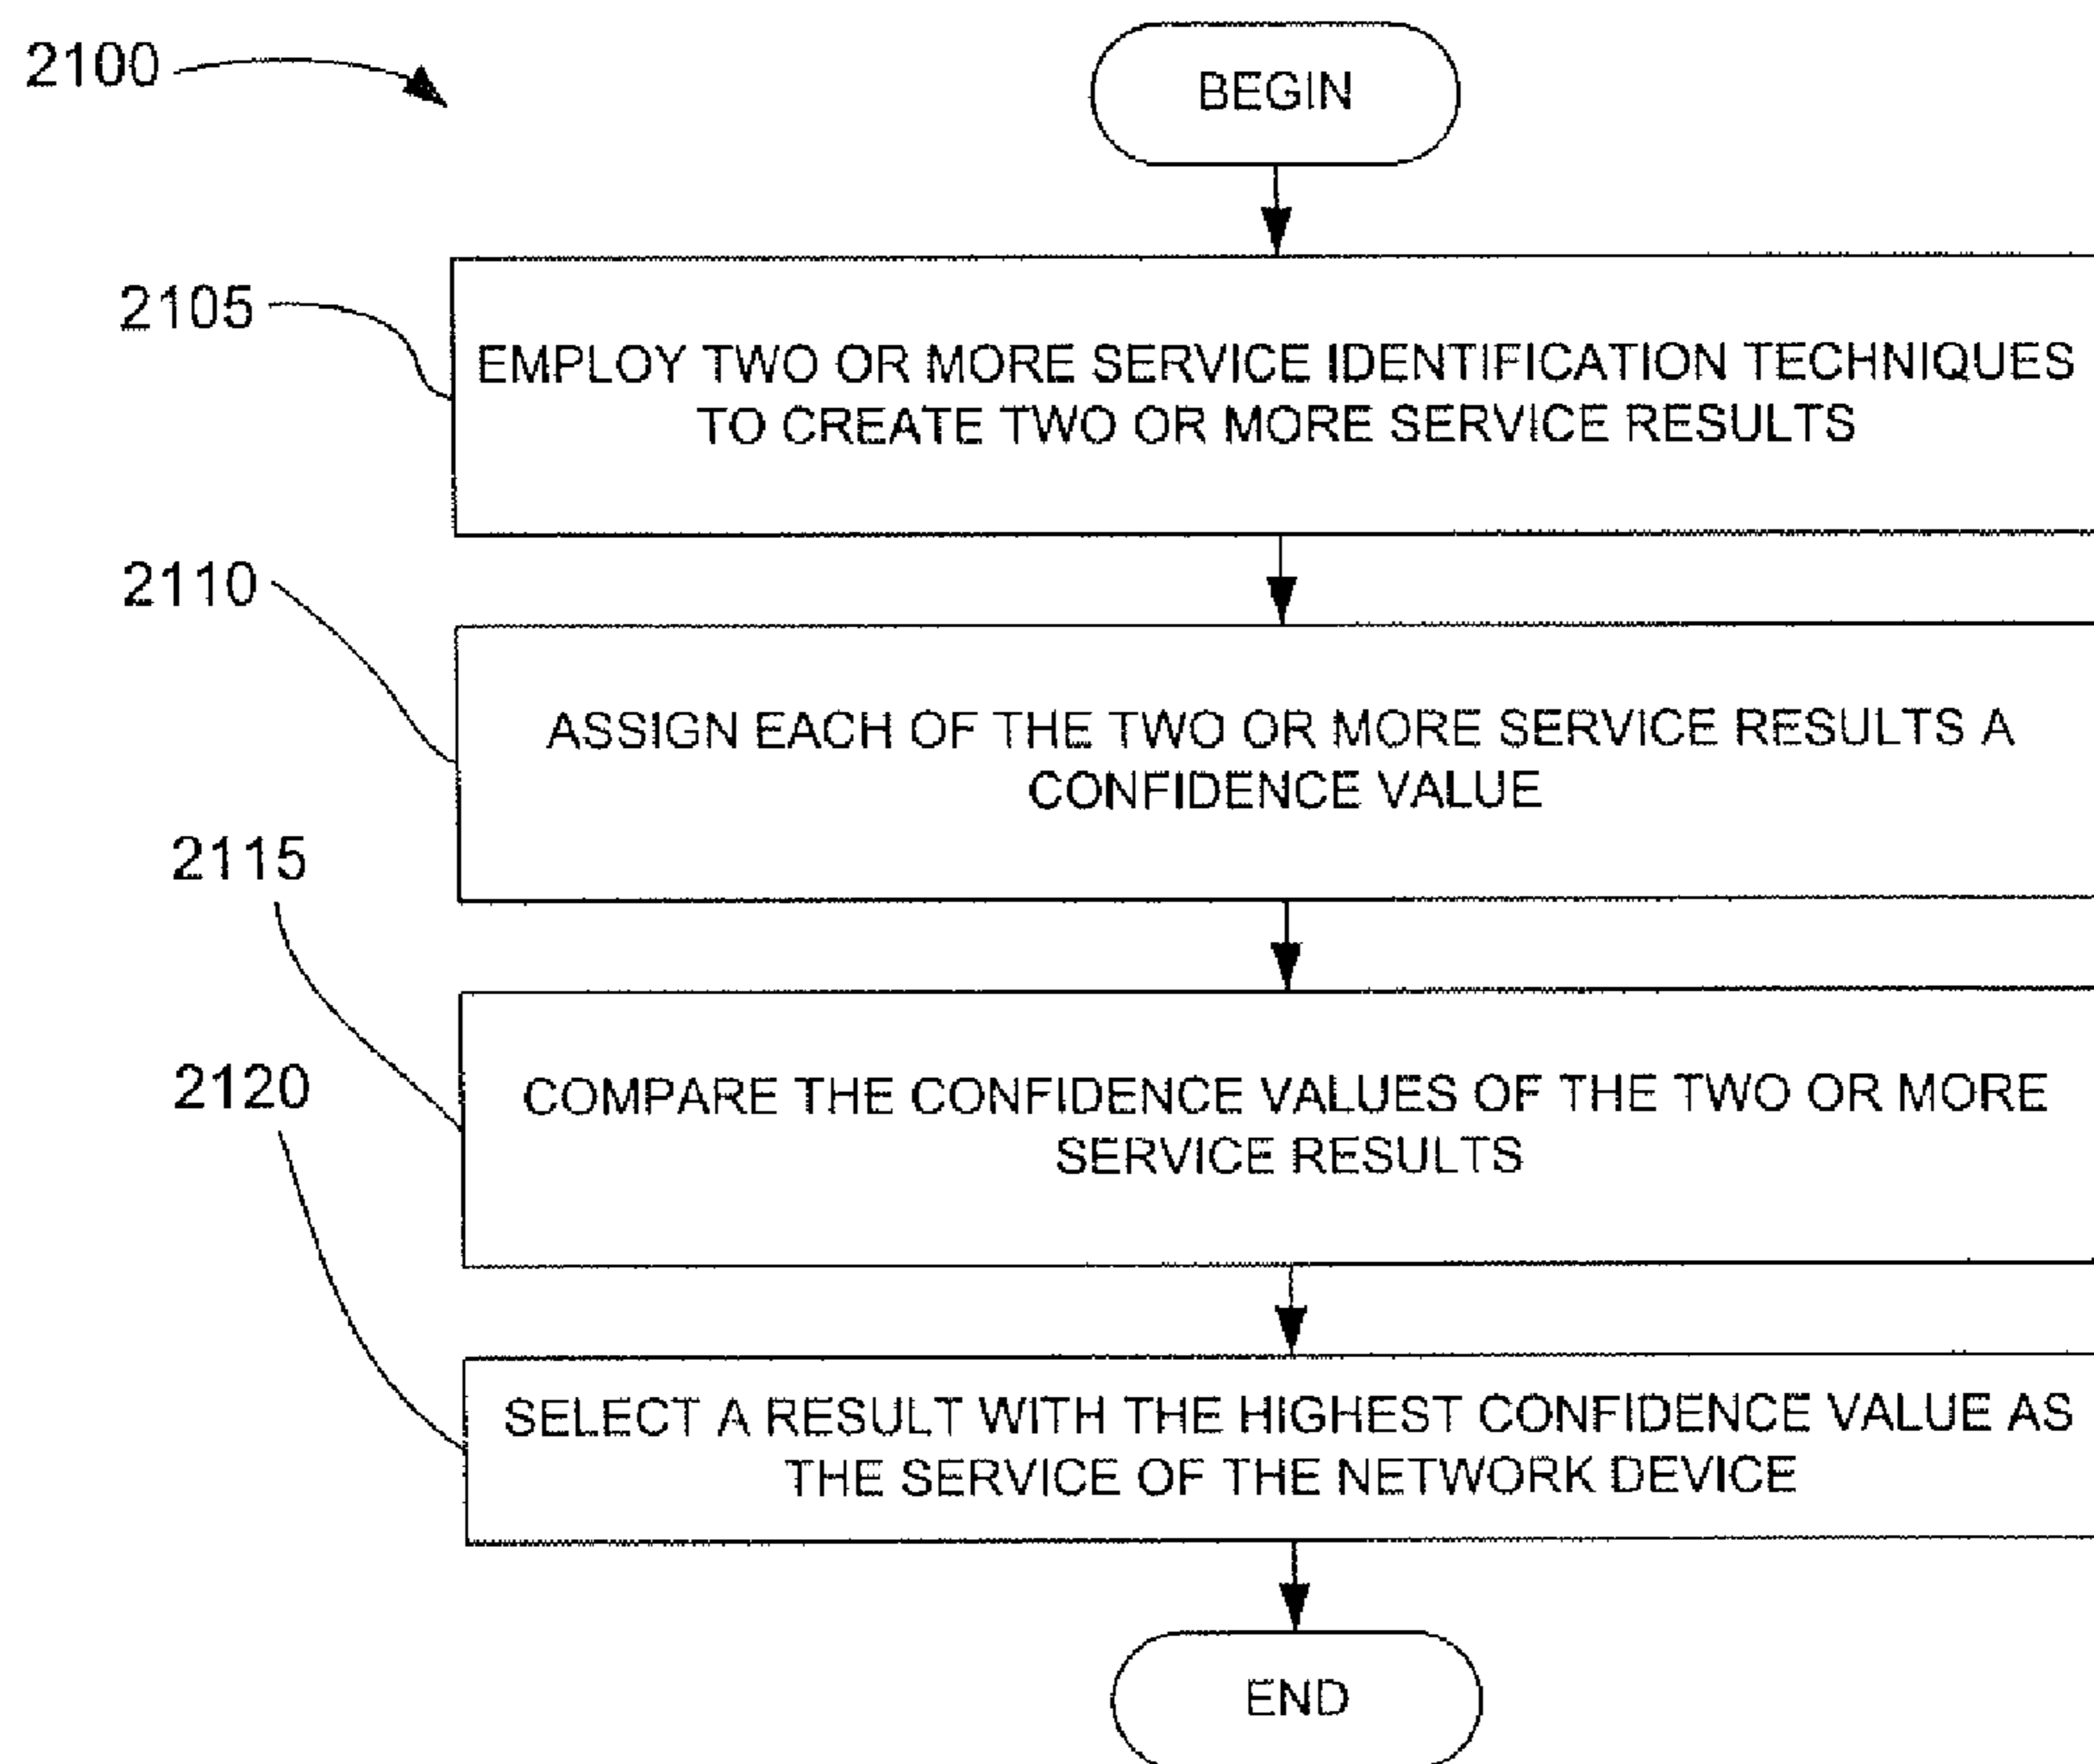 2100
BEGIN
2105
EMPLOY TWO OR MORE SERVICE IDENTIFICATION TECHNIQUES
TO CREATE TWO OR MORE SERVICE RESULTS
2110
ASSIGN EACH OF THE TWO OR MORE SERVICE RESULTS A
CONFIDENCE VALUE
2115
COMPARE THE CONFIDENCE VALUES OF THE TWO OR MORE
SERVICE RESULTS
2120
SELECT A RESULT WITH THE HIGHEST CONFIDENCE VALUE AS
THE SERVICE OF THE NETWORK DEVICE
END